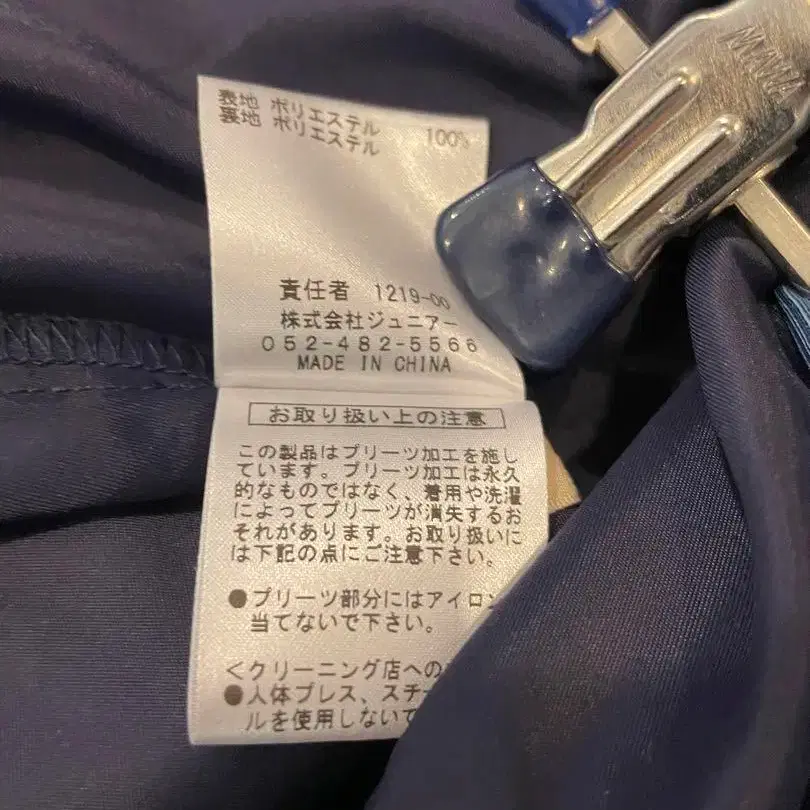 表地 ポリエステル
裏地 ポリエステル 100%
責任者 1219-00
株式会社ジュニアー
052-482-5566
MADE IN CHINA
お取り扱い上の注意
この製品はプリーツ加工を施し
ています。プリーツ加工は永久
的なものではなく、着用や洗濯
によってプリーツが消失するお
それがあります。お取り扱いに
は下記の点にご注意下さい。
●プリーツ部分にはアイロン
当てないで下さい。
<クリーニング店への
●人体プレス、スチー
ルを使用しないで